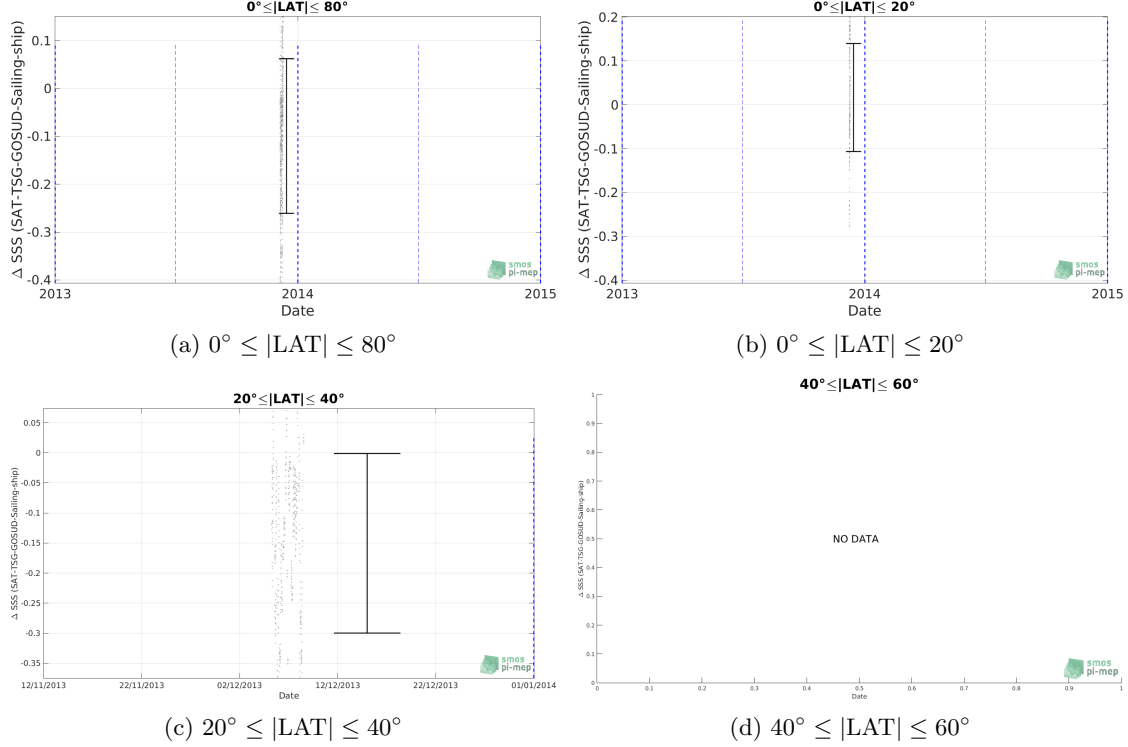 0°≤|LAT|≤ 80°
Δ SSS (SAT-TSG-GOSUD-Sailing-ship)
0.1
0
-0.1
-0.2
-0.3
-0.4
2013
2014
2015
Date
smos
pi-mep
(a) 0° ≤ |LAT| ≤ 80°
0°≤|LAT|≤ 20°
Δ SSS (SAT-TSG-GOSUD-Sailing-ship)
0.2
0.1
0
-0.1
-0.2
-0.3
-0.4
2013
2014
2015
Date
smos
pi-mep
(b) 0° ≤ |LAT| ≤ 20°
20°≤|LAT|≤ 40°
Δ SSS (SAT-TSG-GOSUD-Sailing-ship)
0.05
0
-0.05
-0.1
-0.15
-0.2
-0.25
-0.3
-0.35
12/11/2013
22/11/2013
02/12/2013
12/12/2013
22/12/2013
01/01/2014
Date
smos
pi-mep
(c) 20° ≤ |LAT| ≤ 40°
40°≤|LAT|≤ 60°
Δ SSS (SAT-TSG-GOSUD-Sailing-ship)
1
0.9
0.8
0.7
0.6
0.5
0.4
0.3
0.2
0.1
0
NO DATA
0
0.1
0.2
0.3
0.4
0.5
0.6
0.7
0.8
0.9
1
Date
smos
pi-mep
(d) 40° ≤ |LAT| ≤ 60°